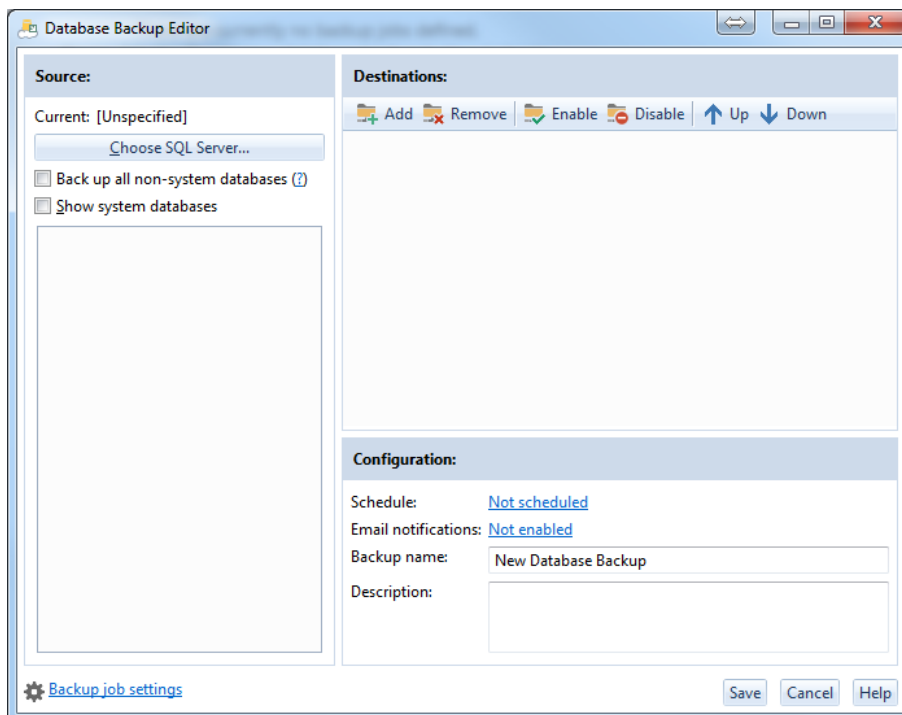 Database Backup Editor
Source:
Current: [Unspecified]
Choose SQL Server...
Back up all non-system databases (?)
Show system databases
Destinations:
Add Remove Enable Disable Up Down
Configuration:
Schedule: Not scheduled
Email notifications: Not enabled
Backup name: New Database Backup
Description:
Backup job settings
Save Cancel Help